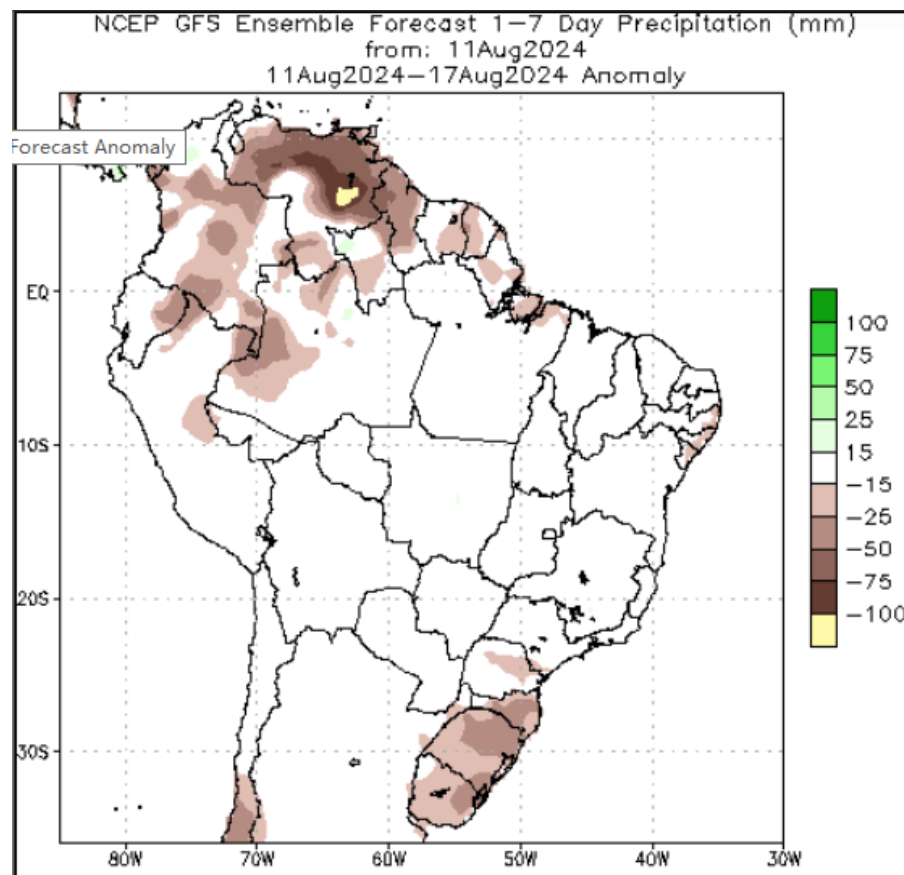 NCEP GFS Ensemble Forecast 1-7 Day Precipitation (mm)
from: 11Aug2024
11Aug2024-17Aug2024 Anomaly
Forecast Anomaly
EQ
10S
20S
30S
80W
70W
60W
50W
40W
30W
100
75
50
25
15
-15
-25
-50
-75
-100